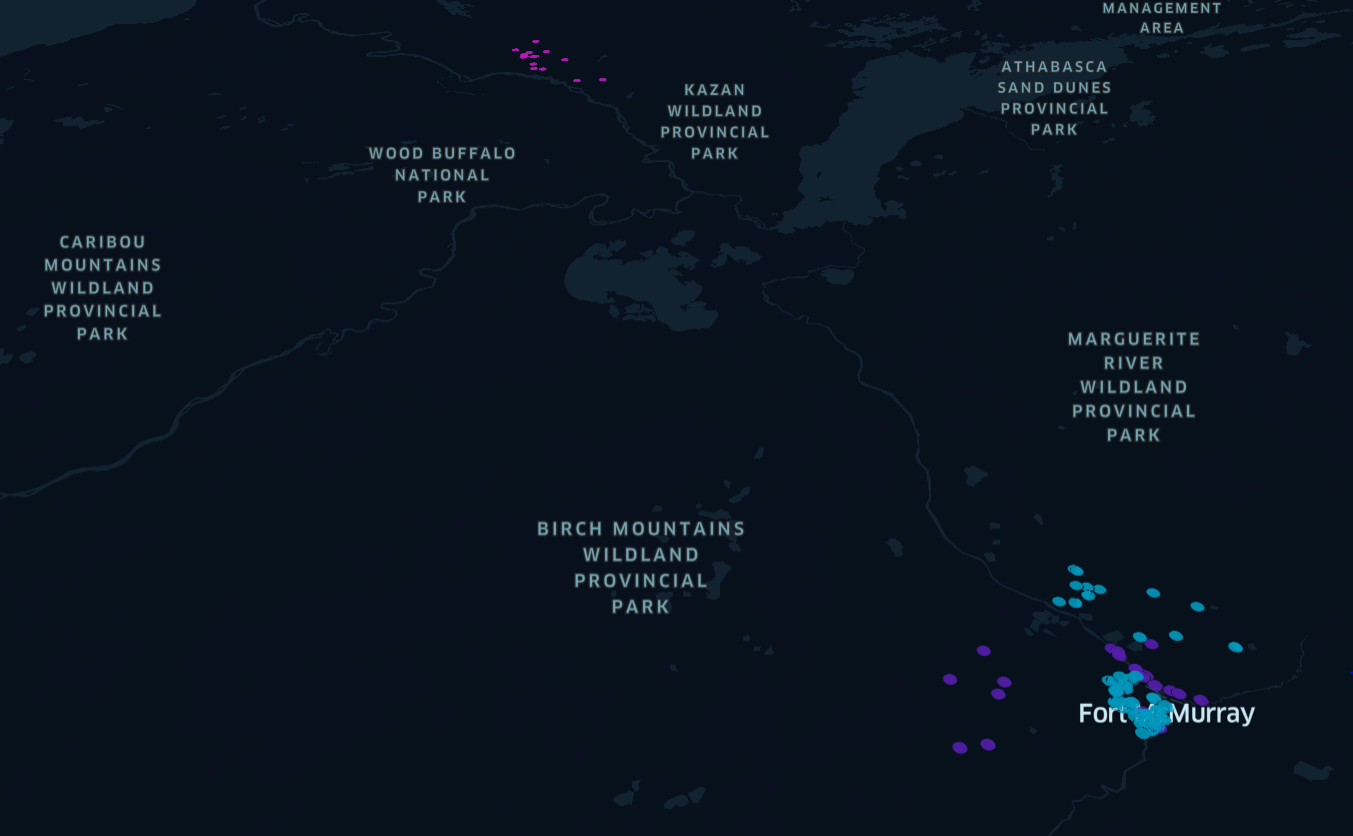 MANAGEMENT
AREA
ATHABASCA
SAND DUNES
PROVINCIAL
PARK
KAZAN
WILDLAND
PROVINCIAL
PARK
WOOD BUFFALO
NATIONAL
PARK
CARIBOU
MOUNTAINS
WILDLAND
PROVINCIAL
PARK
MARGUERITE
RIVER
WILDLAND
PROVINCIAL
PARK
BIRCH MOUNTAINS
WILDLAND
PROVINCIAL
PARK
Fort Murray